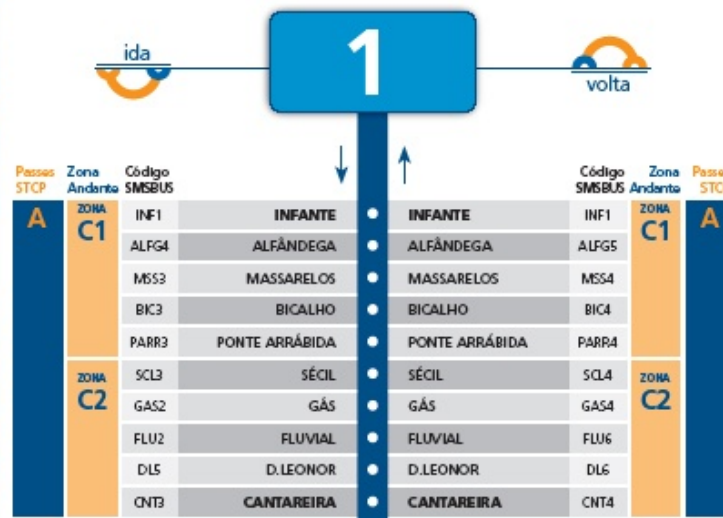 ida
1
volta
Passes STCP
Zona Andante
Código SMSBUS
Código SMSBUS
Zona Andante
Passe STC
A
ZONA C1
INF1 INFANTE INFANTE INF1
ZONA C1
A
ALFG4 ALFÂNDEGA ALFÂNDEGA ALFG5
MSS3 MASSARELOS MASSARELOS MSS4
BIC3 BICALHO BICALHO BIC4
PARR3 PONTE ARRÁBIDA PONTE ARRÁBIDA PARR4
ZONA C2
SCL3 SÉCIL SÉCIL SCL4
ZONA C2
GAS2 GÁS GÁS GAS4
FLU2 FLUVIAL FLUVIAL FLU6
DL5 D.LEONOR D.LEONOR DL6
CNT3 CANTAREIRA CANTAREIRA CNT4